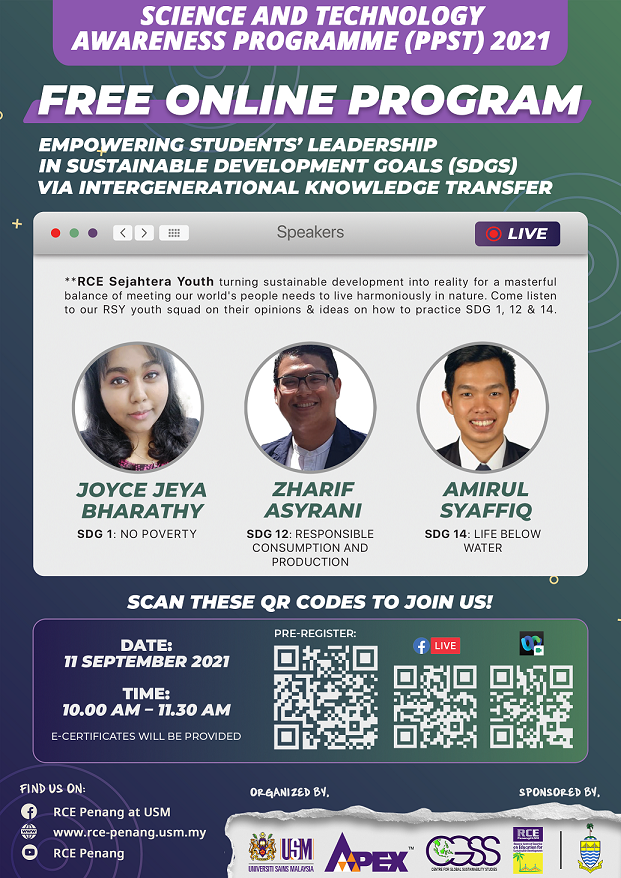 SCIENCE AND TECHNOLOGY
AWARENESS PROGRAMME (PPST) 2021
FREE ONLINE PROGRAM
EMPOWERING STUDENTS' LEADERSHIP
IN SUSTAINABLE DEVELOPMENT GOALS (SDGS)
VIA INTERGENERATIONAL KNOWLEDGE TRANSFER
Speakers
LIVE
**RCE Sejahtera Youth turning sustainable development into reality for a masterful
balance of meeting our world's people needs to live harmoniously in nature. Come listen
to our RSY youth squad on their opinions & ideas on how to practice SDG 1, 12 & 14.
JOYCE JEYA
BHARATHY
SDG 1: NO POVERTY
ZHARIF
ASYRANI
SDG 12: RESPONSIBLE
CONSUMPTION AND
PRODUCTION
AMIRUL
SYAFFIQ
SDG 14: LIFE BELOW
WATER
SCAN THESE QR CODES TO JOIN US!
DATE:
11 SEPTEMBER 2021
TIME:
10.00 AM – 11.30 AM
E-CERTIFICATES WILL BE PROVIDED
PRE-REGISTER:
LIVE
FIND US ON:
RCE Penang at USM
www.rce-penang.usm.my
RCE Penang
ORGANIZED BY,
SPONSORED BY,
USM
UNIVERSITI SAINS MALAYSIA
APEX™
CGSS
CENTRE FOR GLOBAL SUSTAINABILITY STUDIES
RCE